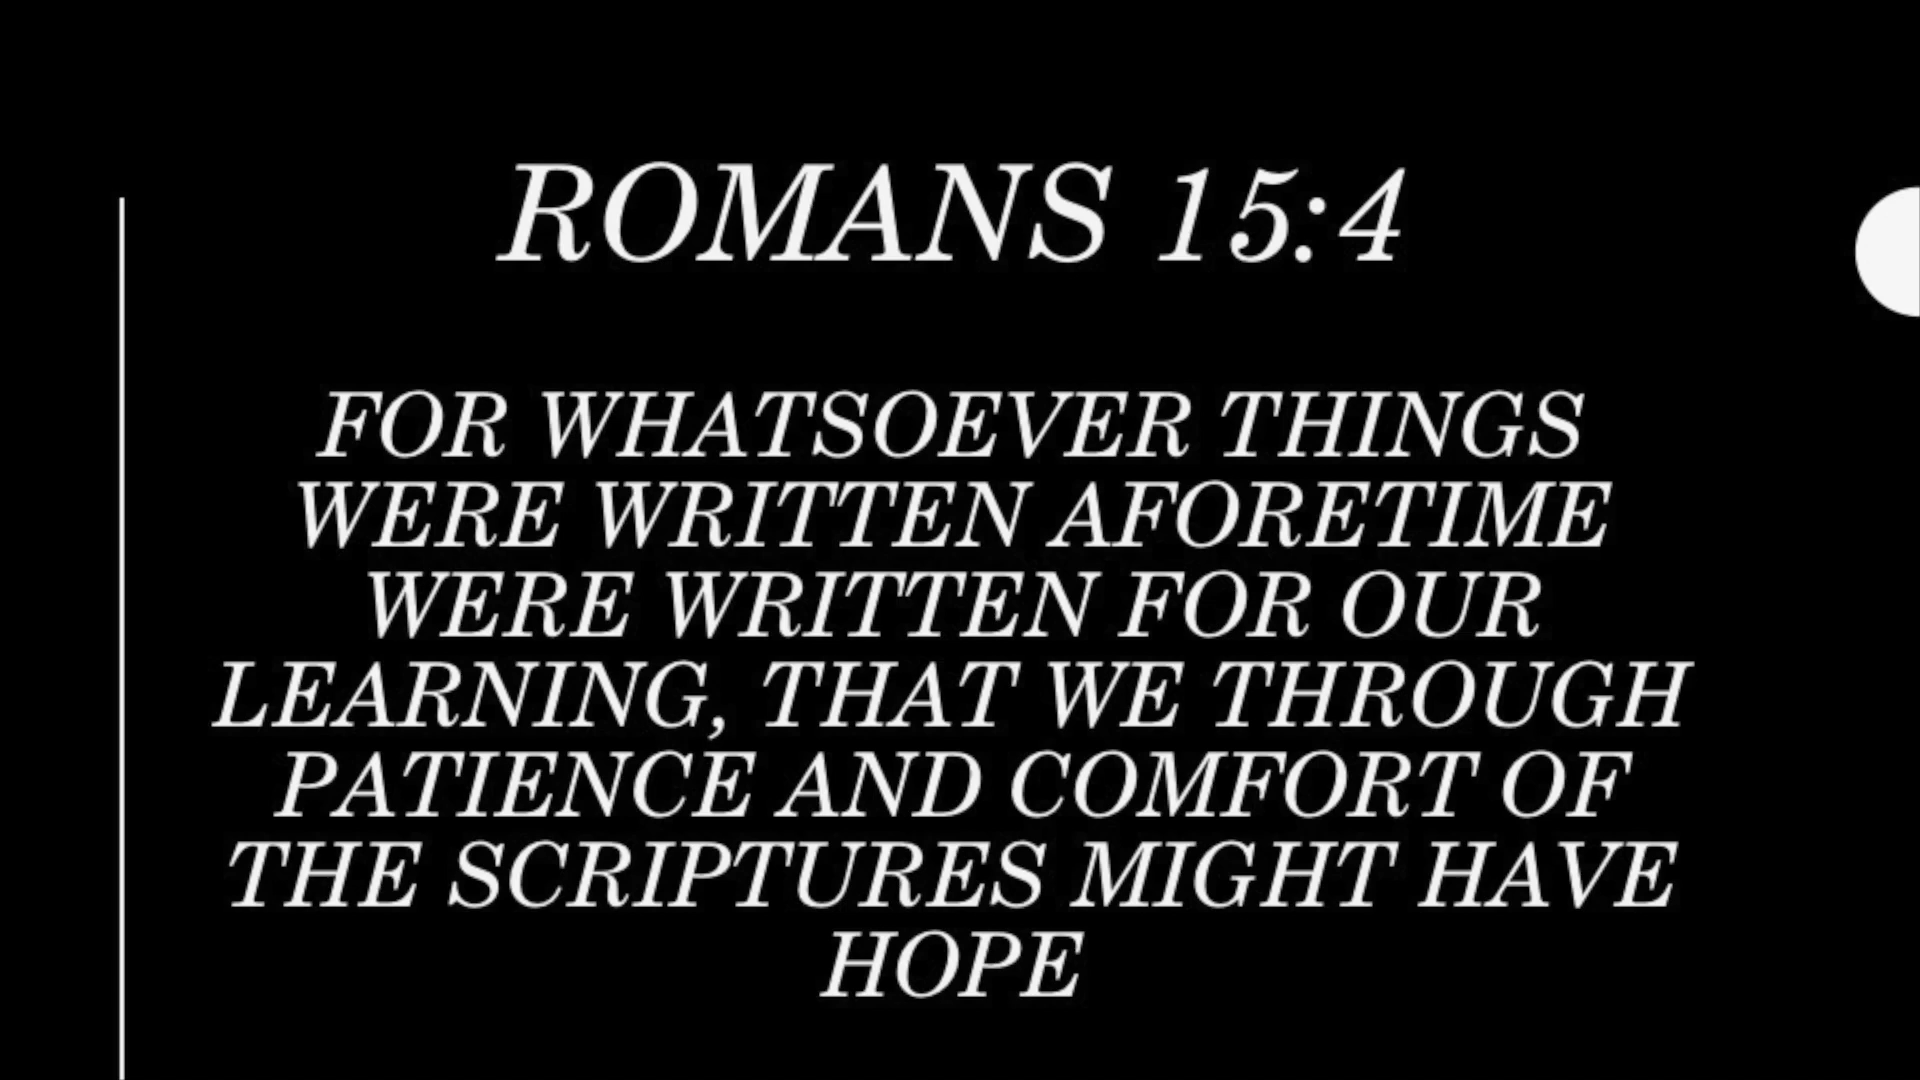 ROMANS 15:4
FOR WHATSOEVER THINGS
WERE WRITTEN AFORETIME
WERE WRITTEN FOR OUR
LEARNING, THAT WE THROUGH
PATIENCE AND COMFORT OF
THE SCRIPTURES MIGHT HAVE
HOPE